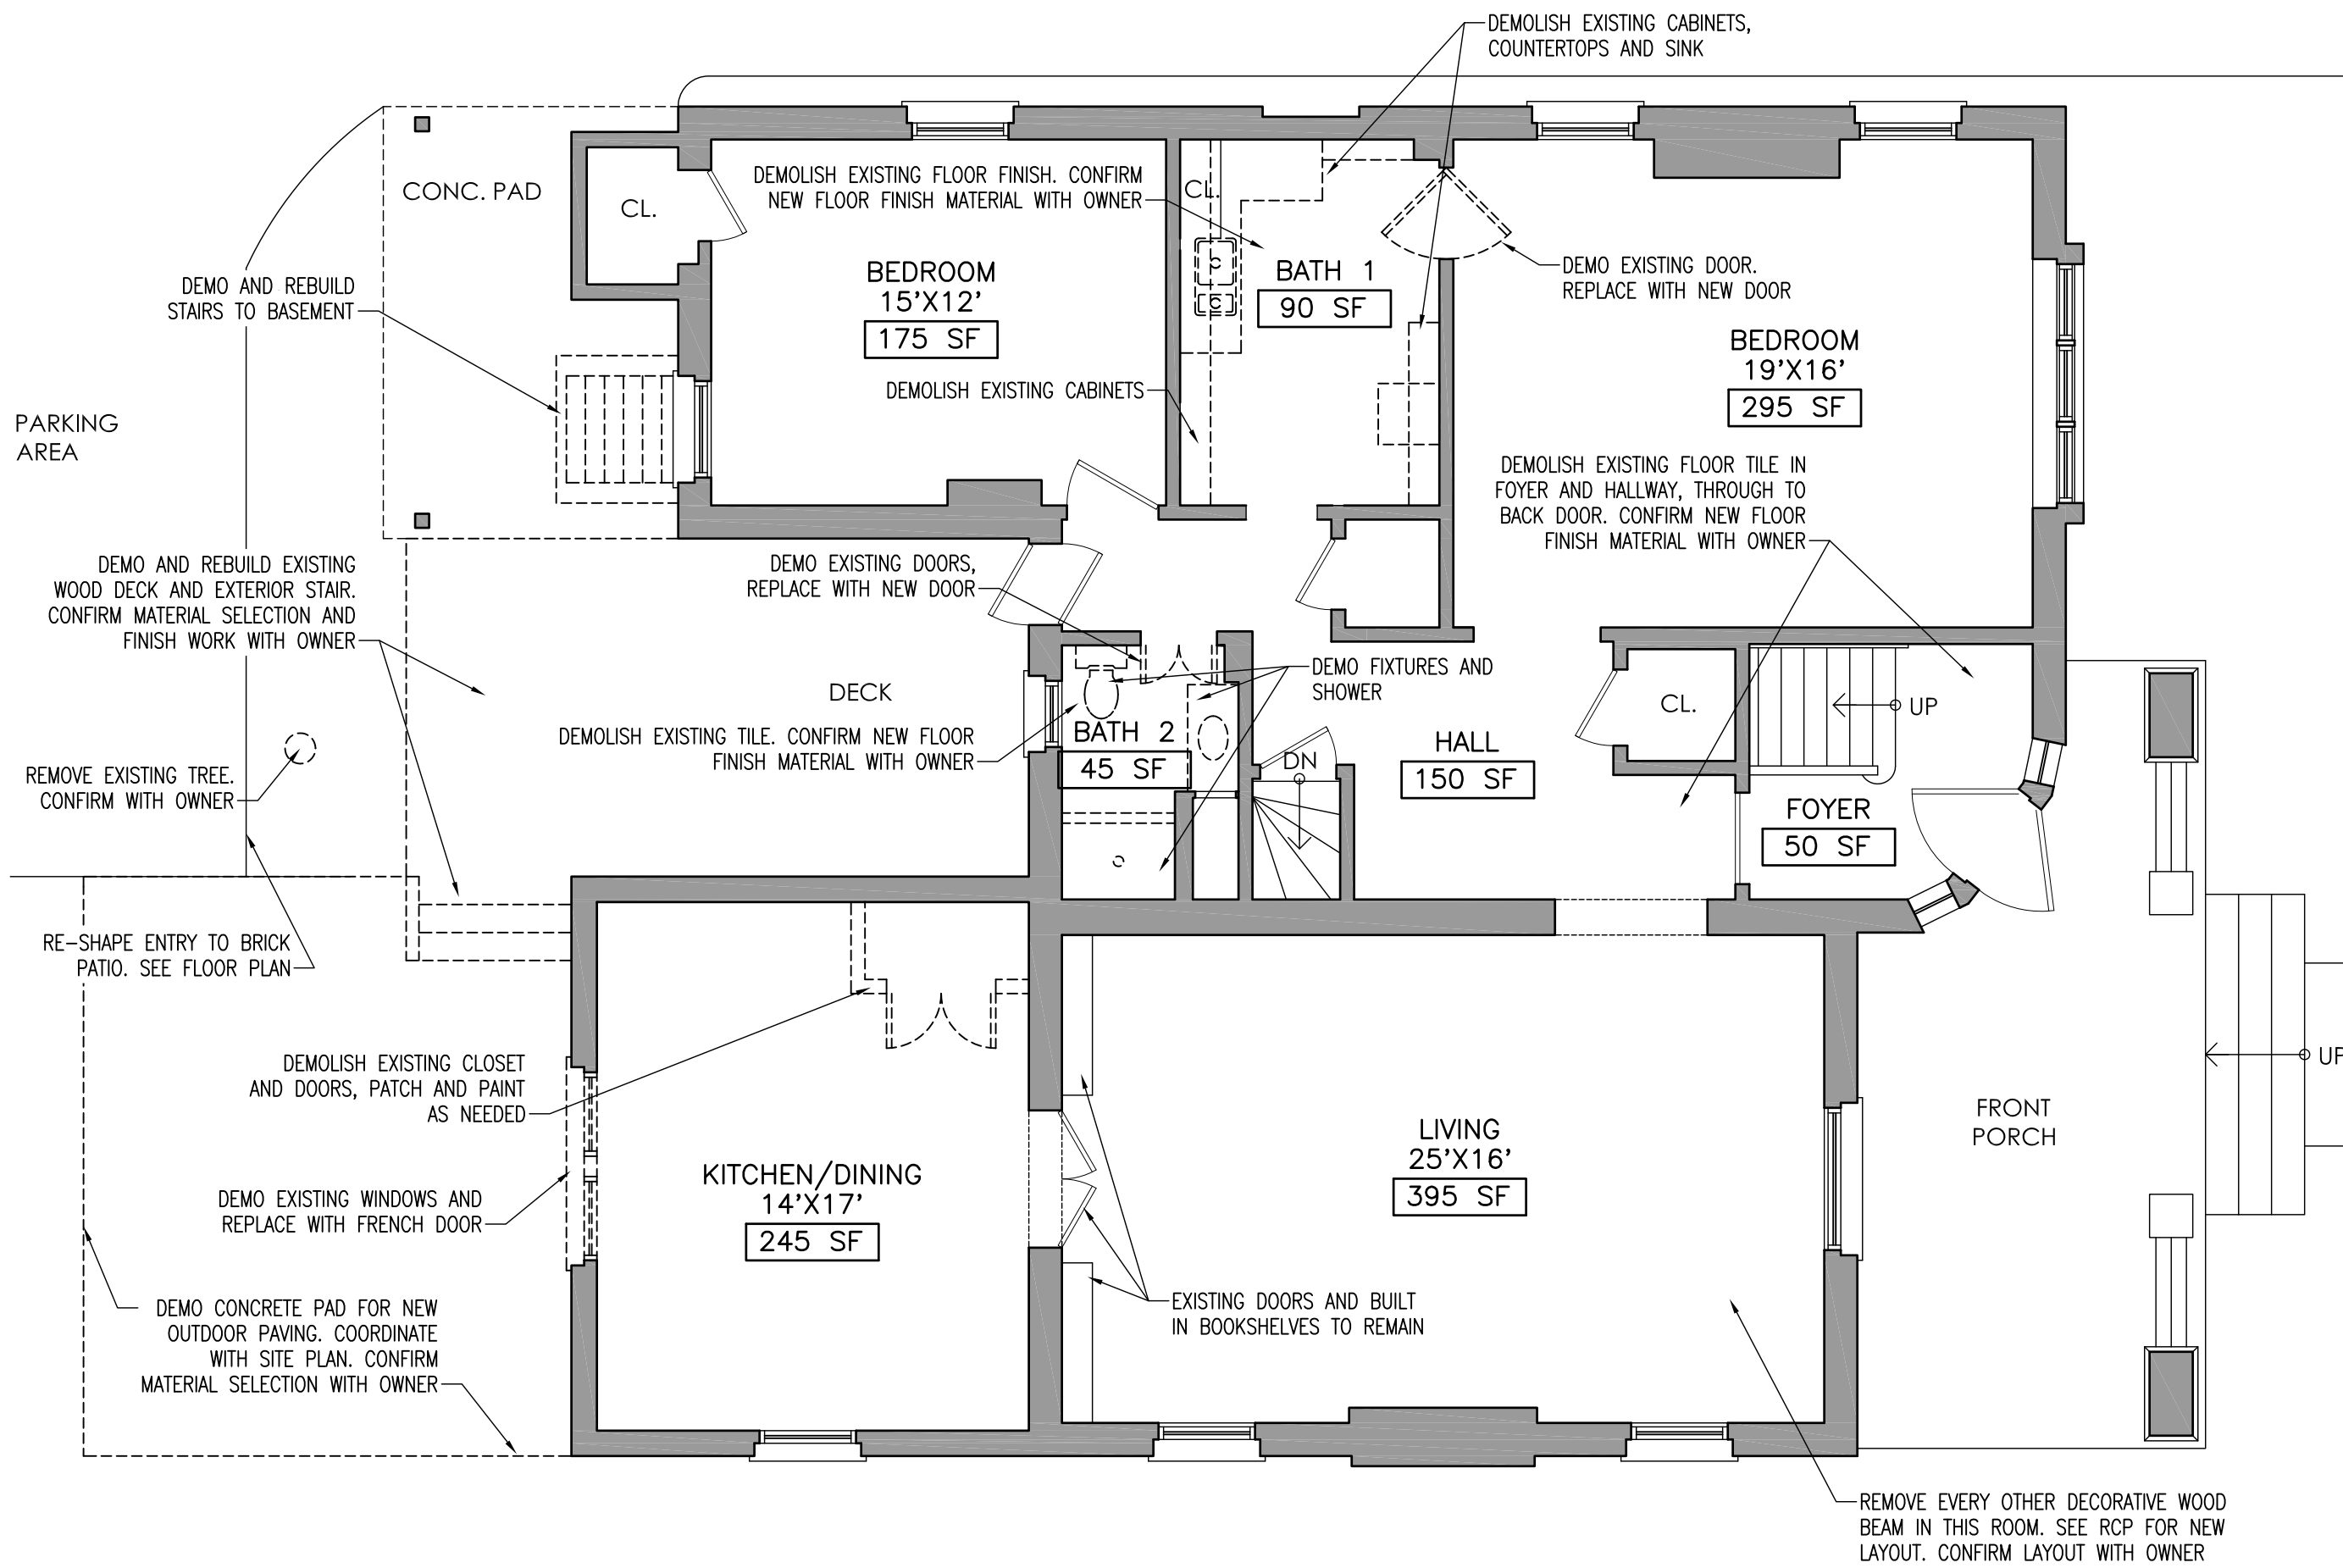 DEMOLISH EXISTING CABINETS,
COUNTERTOPS AND SINK
CONC. PAD
CL.
DEMOLISH EXISTING FLOOR FINISH. CONFIRM
NEW FLOOR FINISH MATERIAL WITH OWNER
CL.
BEDROOM
15'X12'
175 SF
BATH 1
90 SF
DEMO EXISTING DOOR.
REPLACE WITH NEW DOOR
DEMO AND REBUILD
STAIRS TO BASEMENT
BEDROOM
19'X16'
295 SF
DEMOLISH EXISTING CABINETS
PARKING
AREA
DEMOLISH EXISTING FLOOR TILE IN
FOYER AND HALLWAY, THROUGH TO
BACK DOOR. CONFIRM NEW FLOOR
FINISH MATERIAL WITH OWNER
DEMO AND REBUILD EXISTING
WOOD DECK AND EXTERIOR STAIR.
CONFIRM MATERIAL SELECTION AND
FINISH WORK WITH OWNER
DEMO EXISTING DOORS,
REPLACE WITH NEW DOOR
DECK
DEMO FIXTURES AND
SHOWER
CL.
UP
DEMOLISH EXISTING TILE. CONFIRM NEW FLOOR
FINISH MATERIAL WITH OWNER
BATH 2
45 SF
DN
HALL
150 SF
FOYER
50 SF
REMOVE EXISTING TREE.
CONFIRM WITH OWNER
RE-SHAPE ENTRY TO BRICK
PATIO. SEE FLOOR PLAN
DEMOLISH EXISTING CLOSET
AND DOORS, PATCH AND PAINT
AS NEEDED
UP
FRONT
PORCH
LIVING
25'X16'
395 SF
KITCHEN/DINING
14'X17'
245 SF
DEMO EXISTING WINDOWS AND
REPLACE WITH FRENCH DOOR
EXISTING DOORS AND BUILT
IN BOOKSHELVES TO REMAIN
DEMO CONCRETE PAD FOR NEW
OUTDOOR PAVING. COORDINATE
WITH SITE PLAN. CONFIRM
MATERIAL SELECTION WITH OWNER
REMOVE EVERY OTHER DECORATIVE WOOD
BEAM IN THIS ROOM. SEE RCP FOR NEW
LAYOUT. CONFIRM LAYOUT WITH OWNER